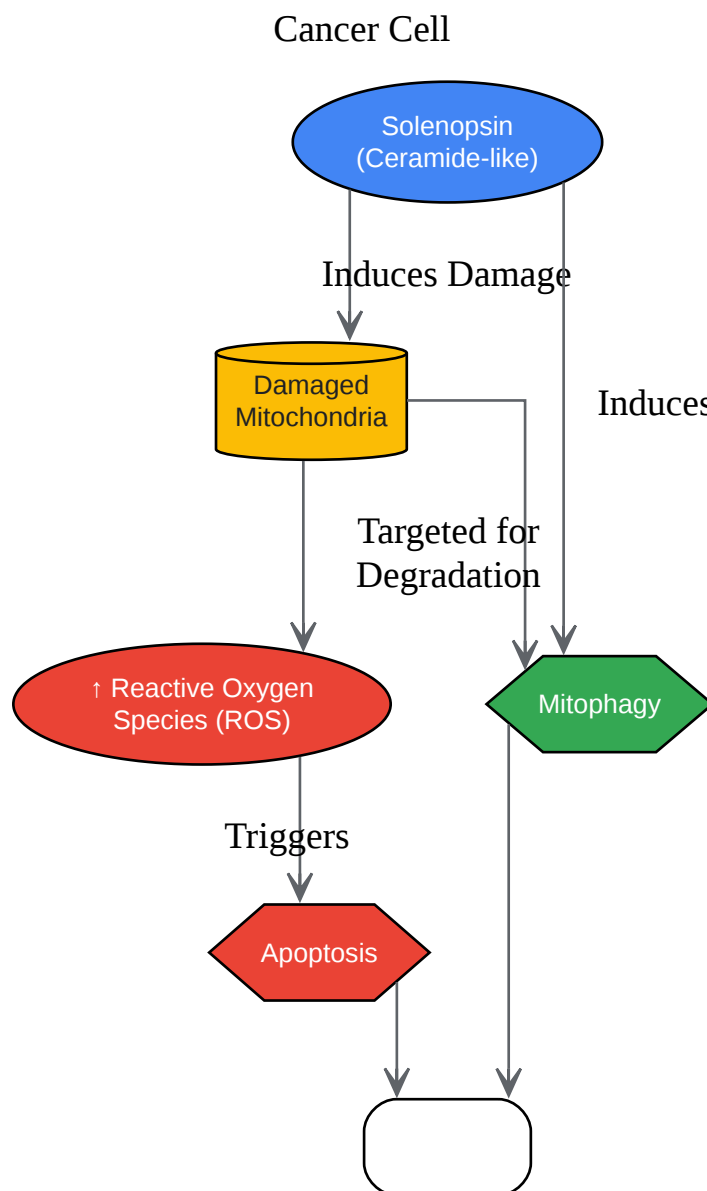 Cancer Cell
Solenopsin
(Ceramide-like)
Induces Damage
Damaged
Mitochondria
Induces
Targeted for
Degradation
↑ Reactive Oxygen
Species (ROS)
Mitophagy
Triggers
Apoptosis